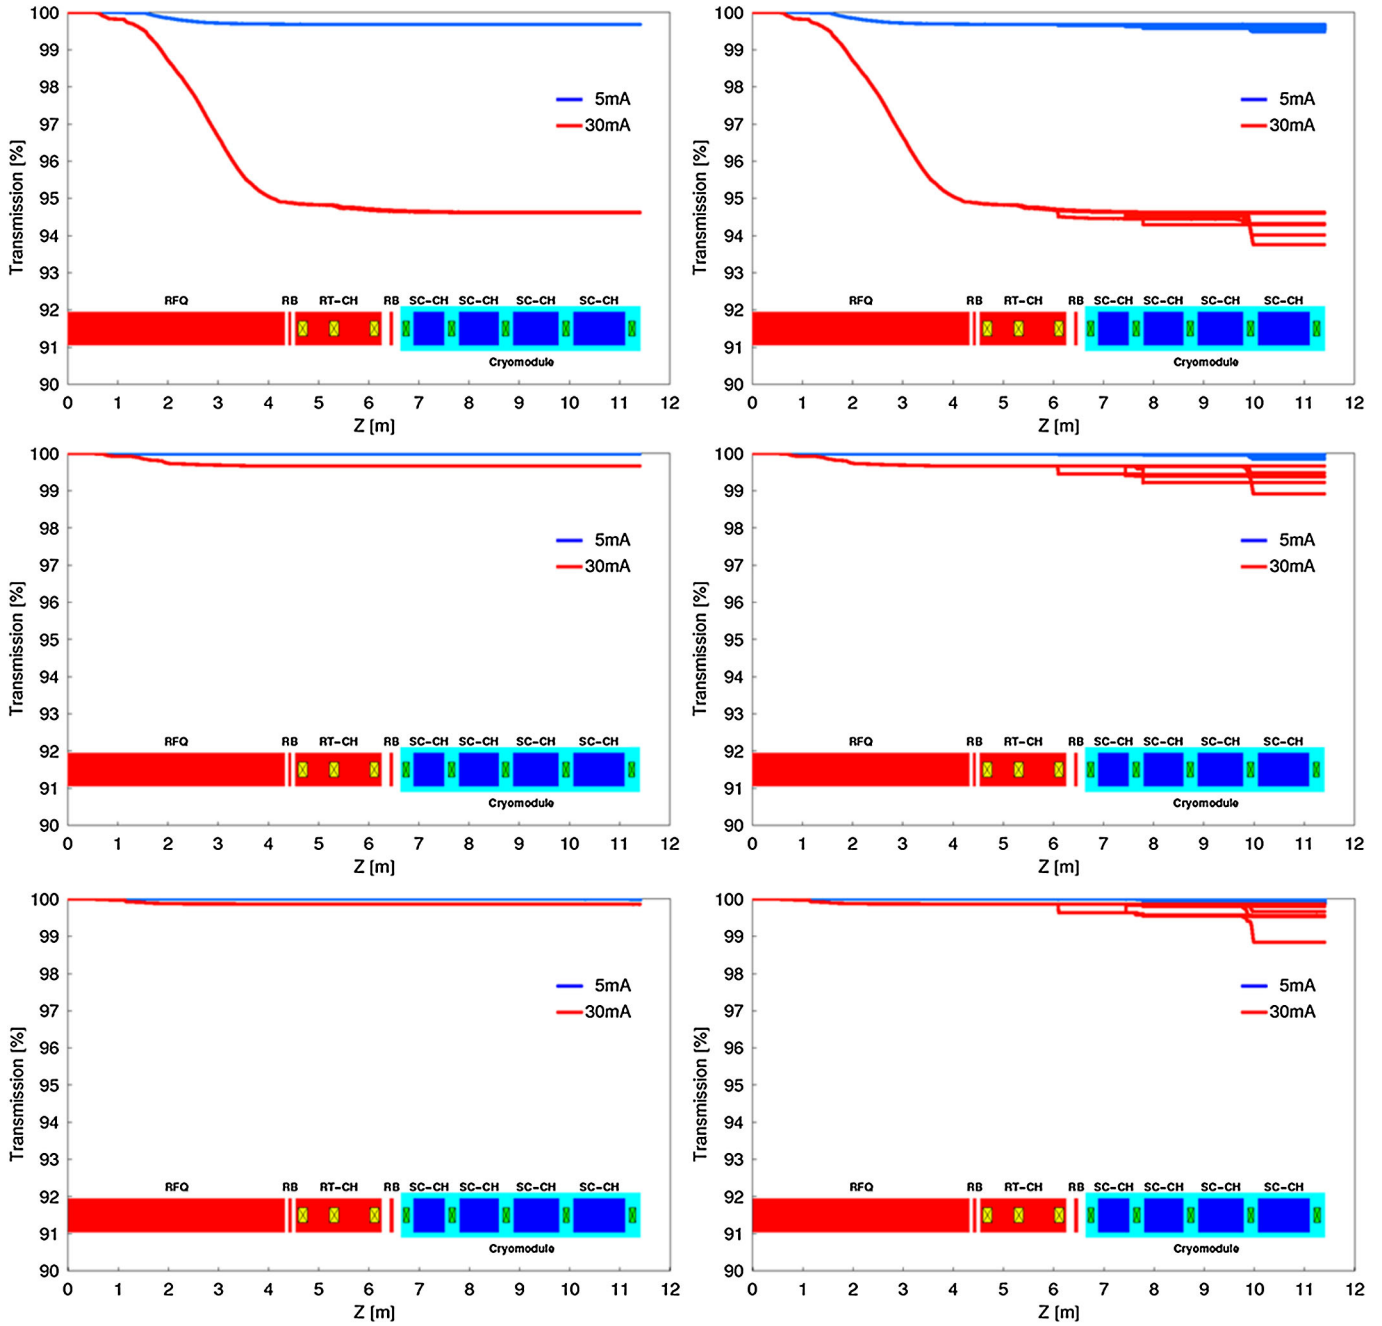 100
99
98
97
96
95
94
93
92
91
90
Transmission [%]
5mA
30mA
RFQ RB RT-CH RB SC-CH SC-CH SC-CH SC-CH
Cryomodule
0 1 2 3 4 5 6 7 8 9 10 11 12
Z [m]
100
99
98
97
96
95
94
93
92
91
90
Transmission [%]
5mA
30mA
RFQ RB RT-CH RB SC-CH SC-CH SC-CH SC-CH
Cryomodule
0 1 2 3 4 5 6 7 8 9 10 11 12
Z [m]
100
99
98
97
96
95
94
93
92
91
90
Transmission [%]
5mA
30mA
RFQ RB RT-CH RB SC-CH SC-CH SC-CH SC-CH
Cryomodule
0 1 2 3 4 5 6 7 8 9 10 11 12
Z [m]
100
99
98
97
96
95
94
93
92
91
90
Transmission [%]
5mA
30mA
RFQ RB RT-CH RB SC-CH SC-CH SC-CH SC-CH
Cryomodule
0 1 2 3 4 5 6 7 8 9 10 11 12
Z [m]
100
99
98
97
96
95
94
93
92
91
90
Transmission [%]
5mA
30mA
RFQ RB RT-CH RB SC-CH SC-CH SC-CH SC-CH
Cryomodule
0 1 2 3 4 5 6 7 8 9 10 11 12
Z [m]
100
99
98
97
96
95
94
93
92
91
90
Transmission [%]
5mA
30mA
RFQ RB RT-CH RB SC-CH SC-CH SC-CH SC-CH
Cryomodule
0 1 2 3 4 5 6 7 8 9 10 11 12
Z [m]